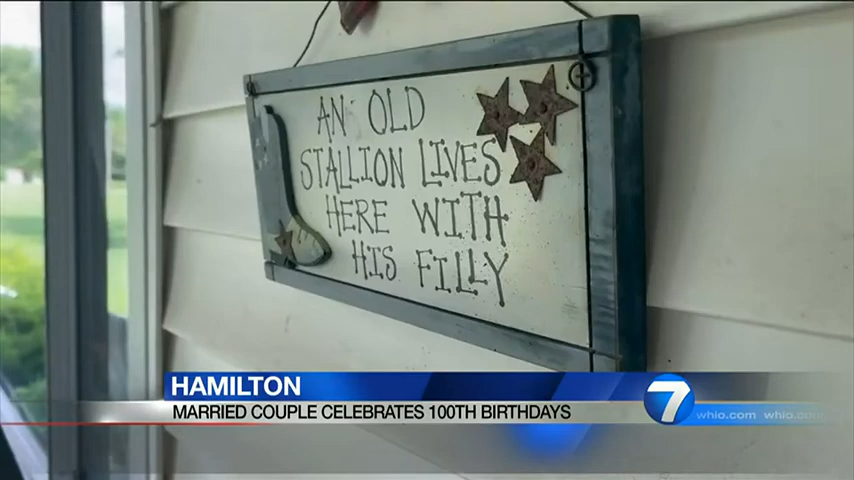 AN OLD
STALLION LIVES
HERE WITH
HIS FILLY
HAMILTON
MARRIED COUPLE CELEBRATES 100TH BIRTHDAYS
7
whio.com whio.com